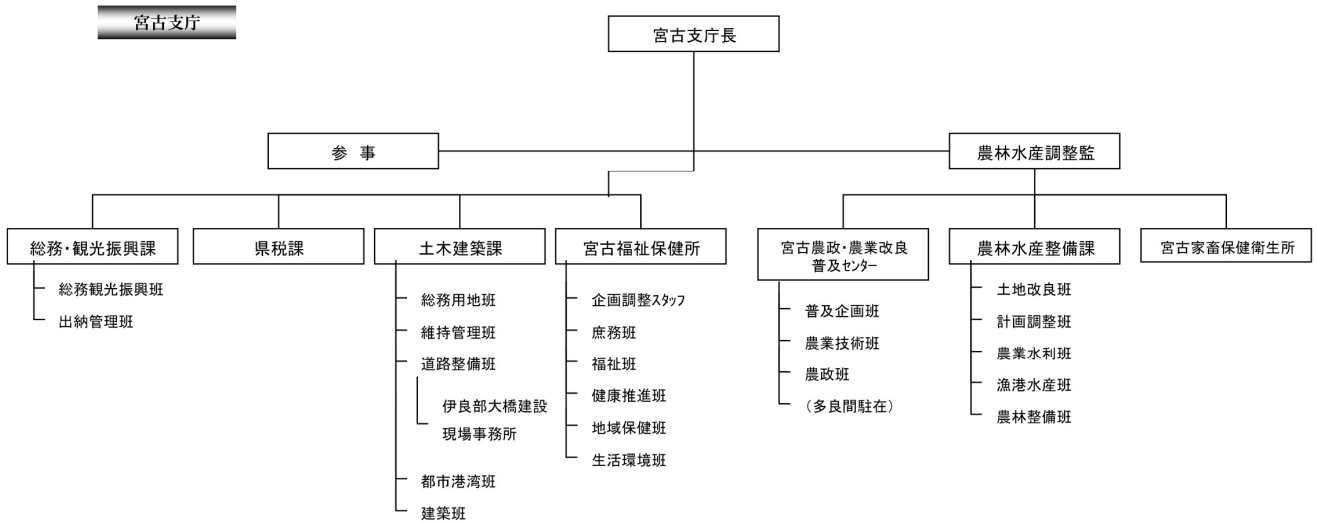 宮古支庁
宮古支庁長
参 事
農林水産調整監
総務・観光振興課
総務観光振興班
出納管理班
県税課
土木建築課
総務用地班
維持管理班
道路整備班
伊良部大橋建設
現場事務所
都市港湾班
建築班
宮古福祉保健所
企画調整スタッフ
庶務班
福祉班
健康推進班
地域保健班
生活環境班
宮古農政・農業改良
普及センター
普及企画班
農業技術班
農政班
(多良間駐在)
農林水産整備課
土地改良班
計画調整班
農業水利班
漁港水産班
農林整備班
宮古家畜保健衛生所